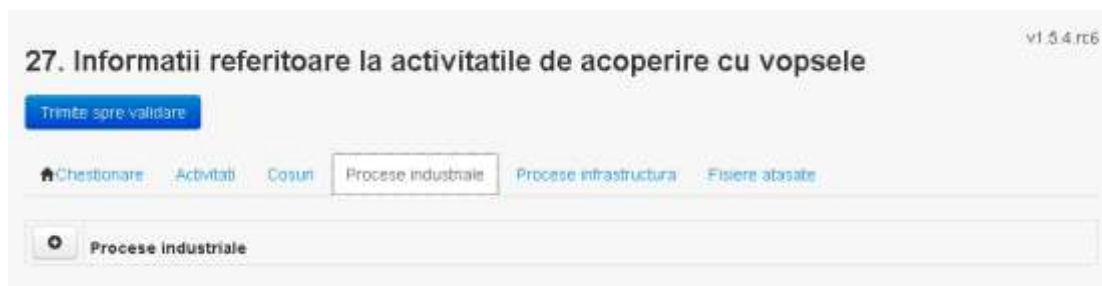 v1.5.4.rc6
27. Informatii referitoare la activitatile de acoperire cu vopsele
Trimite spre validare
Chestionare Activitati Cosuri Procese industriale Procese infrastructura Fisiere atasate
Procese industriale